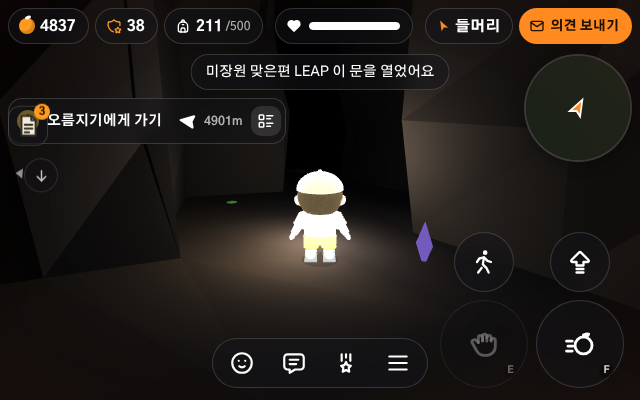 4837
38
211 /500
들머리
의견 보내기
미장원 맞은편 LEAP 이 문을 열었어요
3
오름지기에게 가기
4901m
E
F